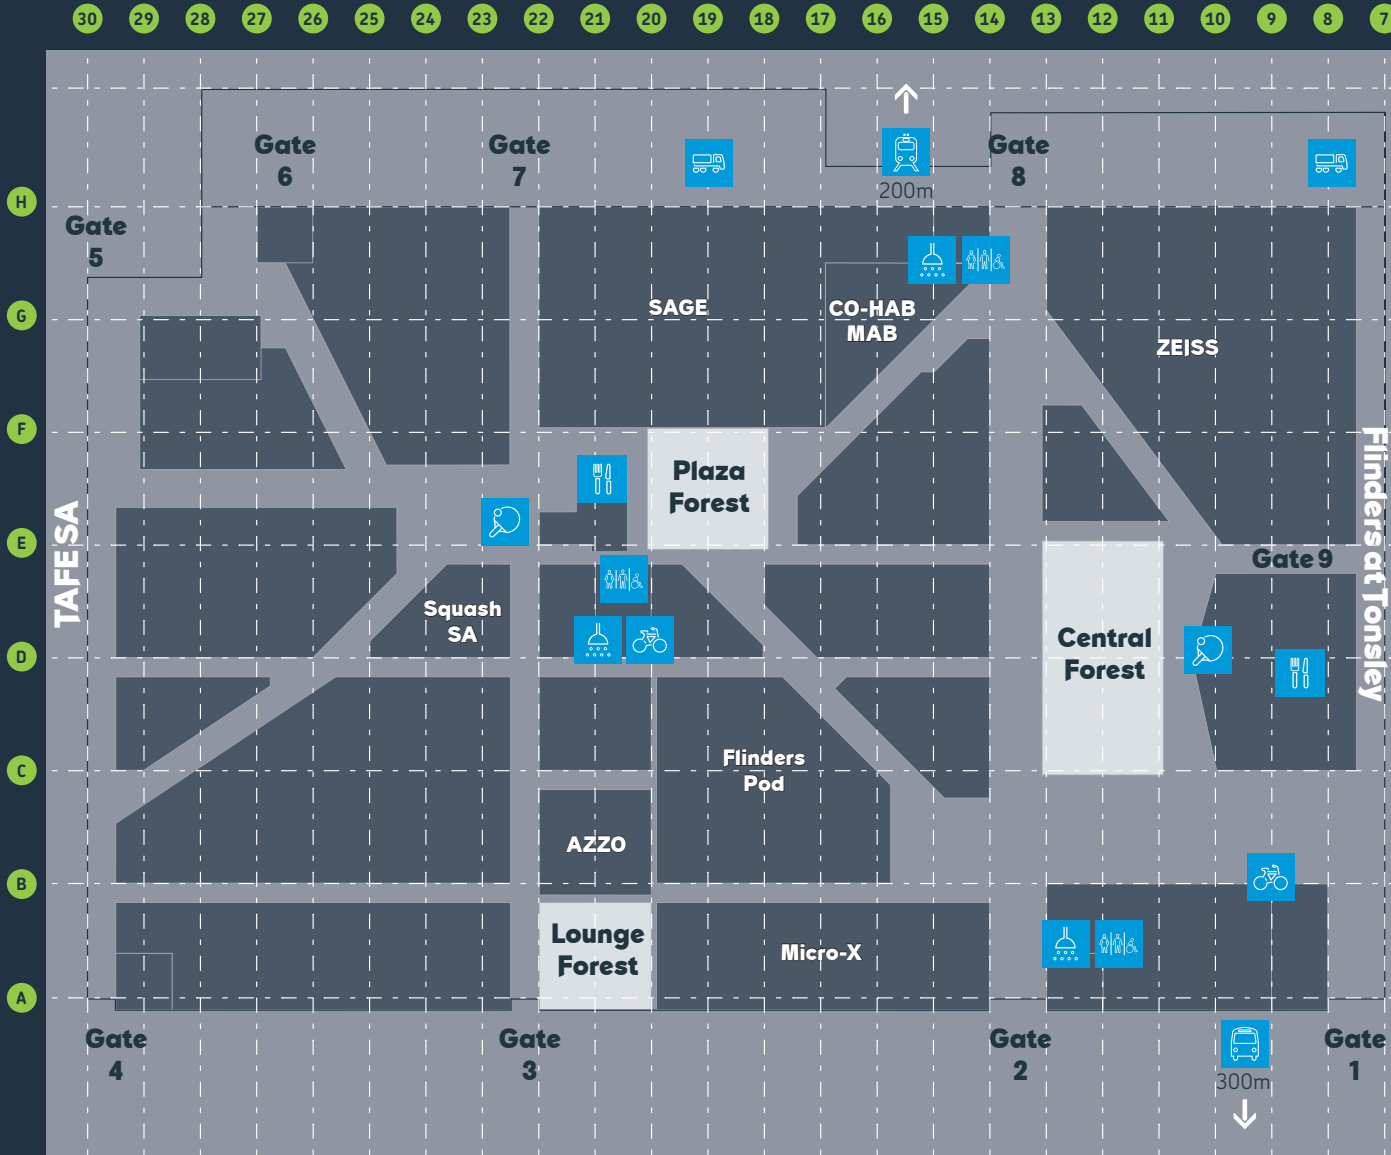 30 29 28 27 26 25 24 23 22 21 20 19 18 17 16 15 14 13 12 11 10 9 8 7
Gate
6
Gate
7
Gate
8
200m
H
Gate
5
G
SAGE
CO-HAB
MAB
ZEISS
F
Plaza
Forest
TAFE SA
Flinders at Tonsley
E
Gate 9
Squash
SA
Central
Forest
D
Flinders
Pod
C
AZZO
B
Lounge
Forest
Micro-X
A
Gate
4
Gate
3
Gate
2
Gate
1
300m